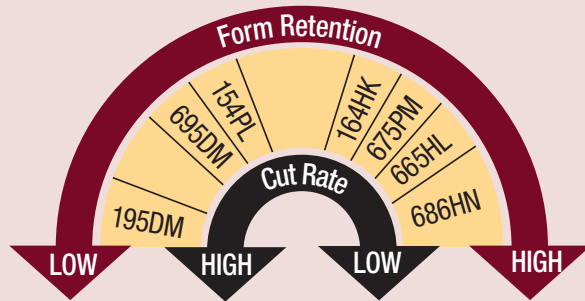 Form Retention
195DM
695DM
154PL
164HK
675PM
665HL
686HN
Cut Rate
LOW
HIGH
LOW
HIGH